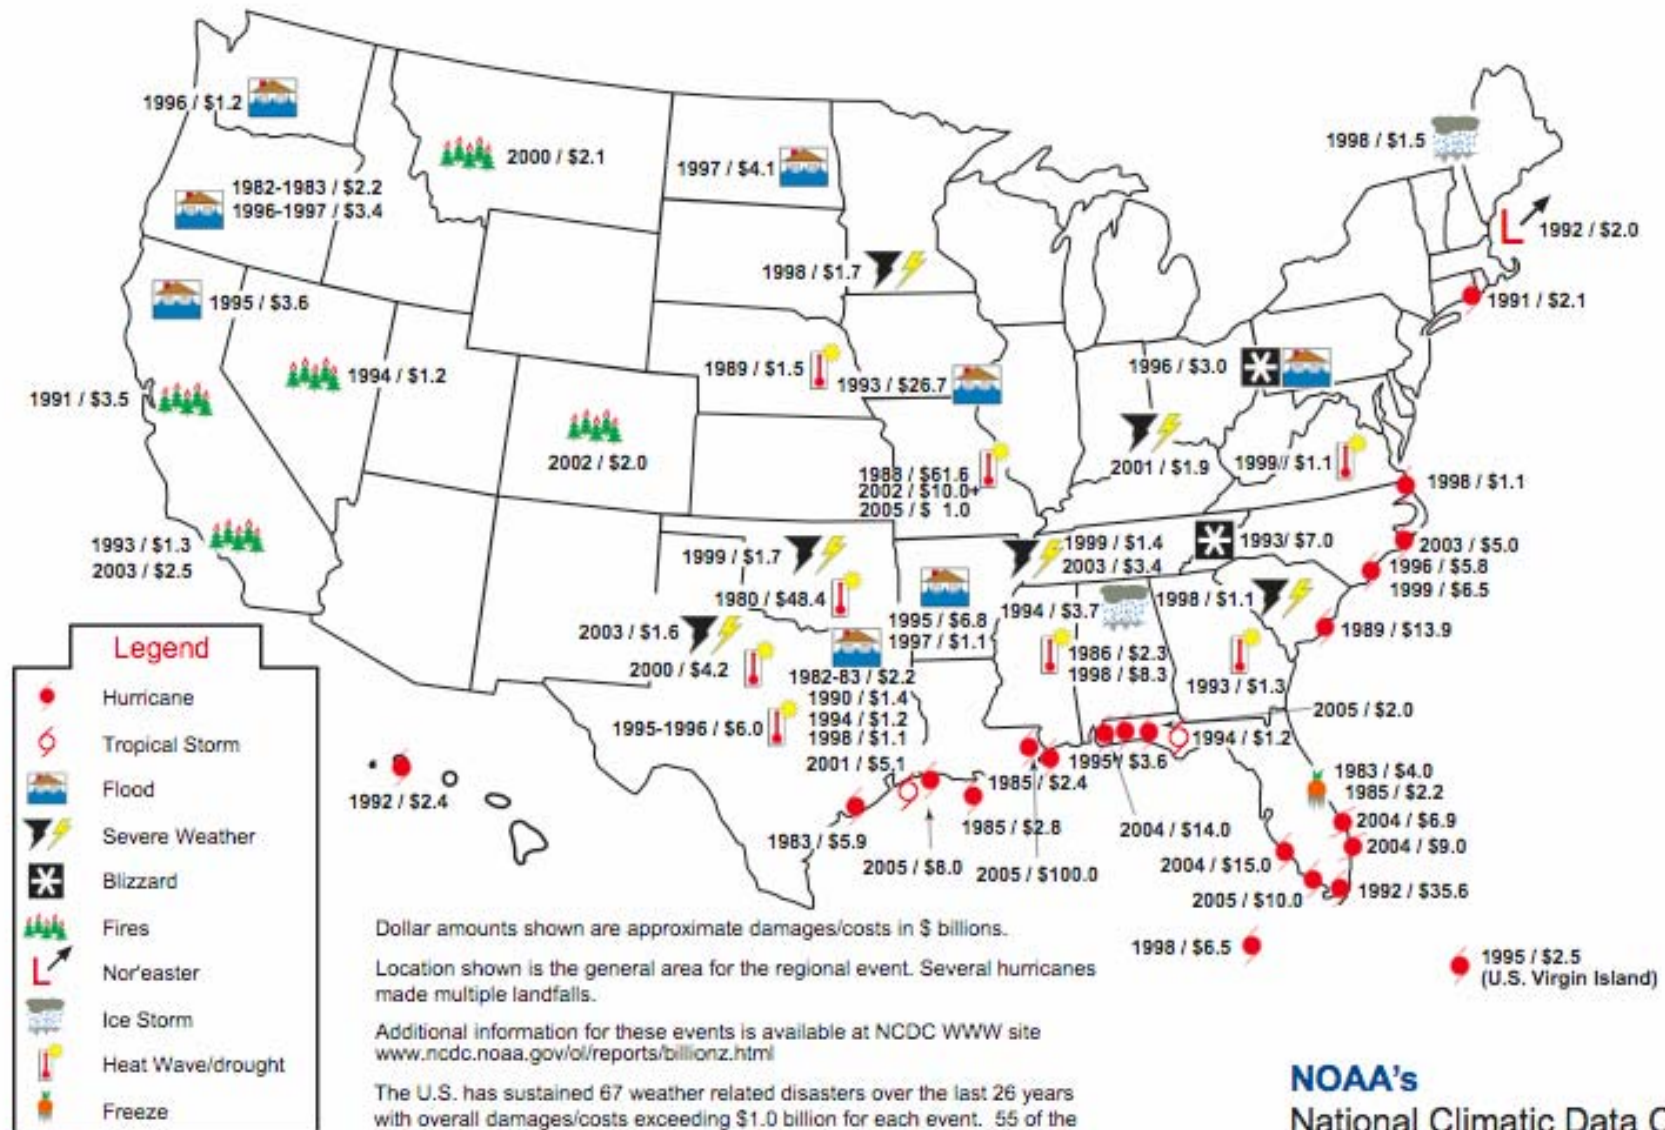 1996 / $1.2
2000 / $2.1
1997 / $4.1
1998 / $1.5
1982-1983 / $2.2
1996-1997 / $3.4
1992 / $2.0
1998 / $1.7
1995 / $3.6
1991 / $2.1
1989 / $1.5
1993 / $26.7
1996 / $3.0
1994 / $1.2
1991 / $3.5
2002 / $2.0
2001 / $1.9
1999// $1.1
1988 / $61.6
2002 / $10.0+
2005 / $ 1.0
1998 / $1.1
1993 / $1.3
2003 / $2.5
1999 / $1.7
1999 / $1.4
2003 / $3.4
1993/ $7.0
2003 / $5.0
1996 / $5.8
1999 / $6.5
1980 / $48.4
1995 / $6.8
1997 / $1.1
1994 / $3.7
1998 / $1.1
1989 / $13.9
2003 / $1.6
2000 / $4.2
1986 / $2.3
1998 / $8.3
1993 / $1.3
1982-83 / $2.2
1990 / $1.4
1994 / $1.2
1998 / $1.1
2001 / $5.1
1995-1996 / $6.0
2005 / $2.0
1994 / $1.2
1995 / $3.6
1985 / $2.4
1983 / $4.0
1985 / $2.2
1992 / $2.4
1983 / $5.9
1985 / $2.8
2004 / $14.0
2004 / $6.9
2004 / $9.0
2005 / $8.0
2005 / $100.0
2004 / $15.0
2005 / $10.0
1992 / $35.6
1998 / $6.5
1995 / $2.5
(U.S. Virgin Island)
Legend
Hurricane
Tropical Storm
Flood
Severe Weather
Blizzard
Fires
Nor'easter
Ice Storm
Heat Wave/drought
Freeze
Dollar amounts shown are approximate damages/costs in $ billions.
Location shown is the general area for the regional event. Several hurricanes
made multiple landfalls.
Additional information for these events is available at NCDC WWW site
www.ncdc.noaa.gov/ol/reports/billionz.html
The U.S. has sustained 67 weather related disasters over the last 26 years
with overall damages/costs exceeding $1.0 billion for each event. 55 of the
NOAA's
National Climatic Data